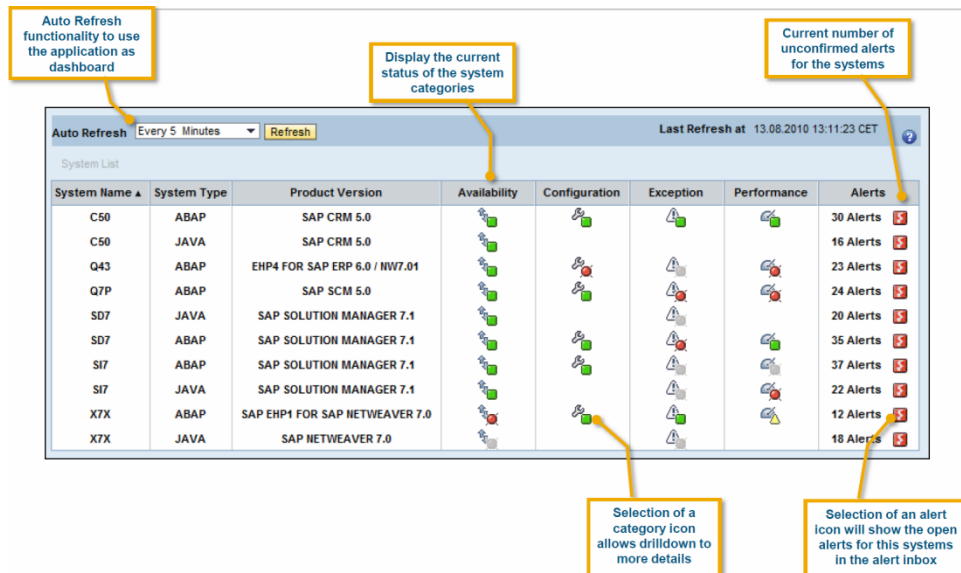 Auto Refresh
functionality to use
the application as
dashboard
Display the current
status of the system
categories
Current number of
unconfirmed alerts
for the systems
Auto Refresh Every 5 Minutes Refresh Last Refresh at 13.08.2010 13:11:23 CET
System List
System Name System Type Product Version Availability Configuration Exception Performance Alerts
C50 ABAP SAP CRM 5.0 30 Alerts
C50 JAVA SAP CRM 5.0 16 Alerts
Q43 ABAP EHP4 FOR SAP ERP 6.0 / NW7.01 23 Alerts
Q7P ABAP SAP SCM 5.0 24 Alerts
SD7 JAVA SAP SOLUTION MANAGER 7.1 20 Alerts
SD7 ABAP SAP SOLUTION MANAGER 7.1 35 Alerts
SI7 ABAP SAP SOLUTION MANAGER 7.1 37 Alerts
SI7 JAVA SAP SOLUTION MANAGER 7.1 22 Alerts
X7X ABAP SAP EHP1 FOR SAP NETWEAVER 7.0 12 Alerts
X7X JAVA SAP NETWEAVER 7.0 18 Alerts
Selection of a
category icon
allows drilldown to
more details
Selection of an alert
icon will show the open
alerts for this systems
in the alert inbox